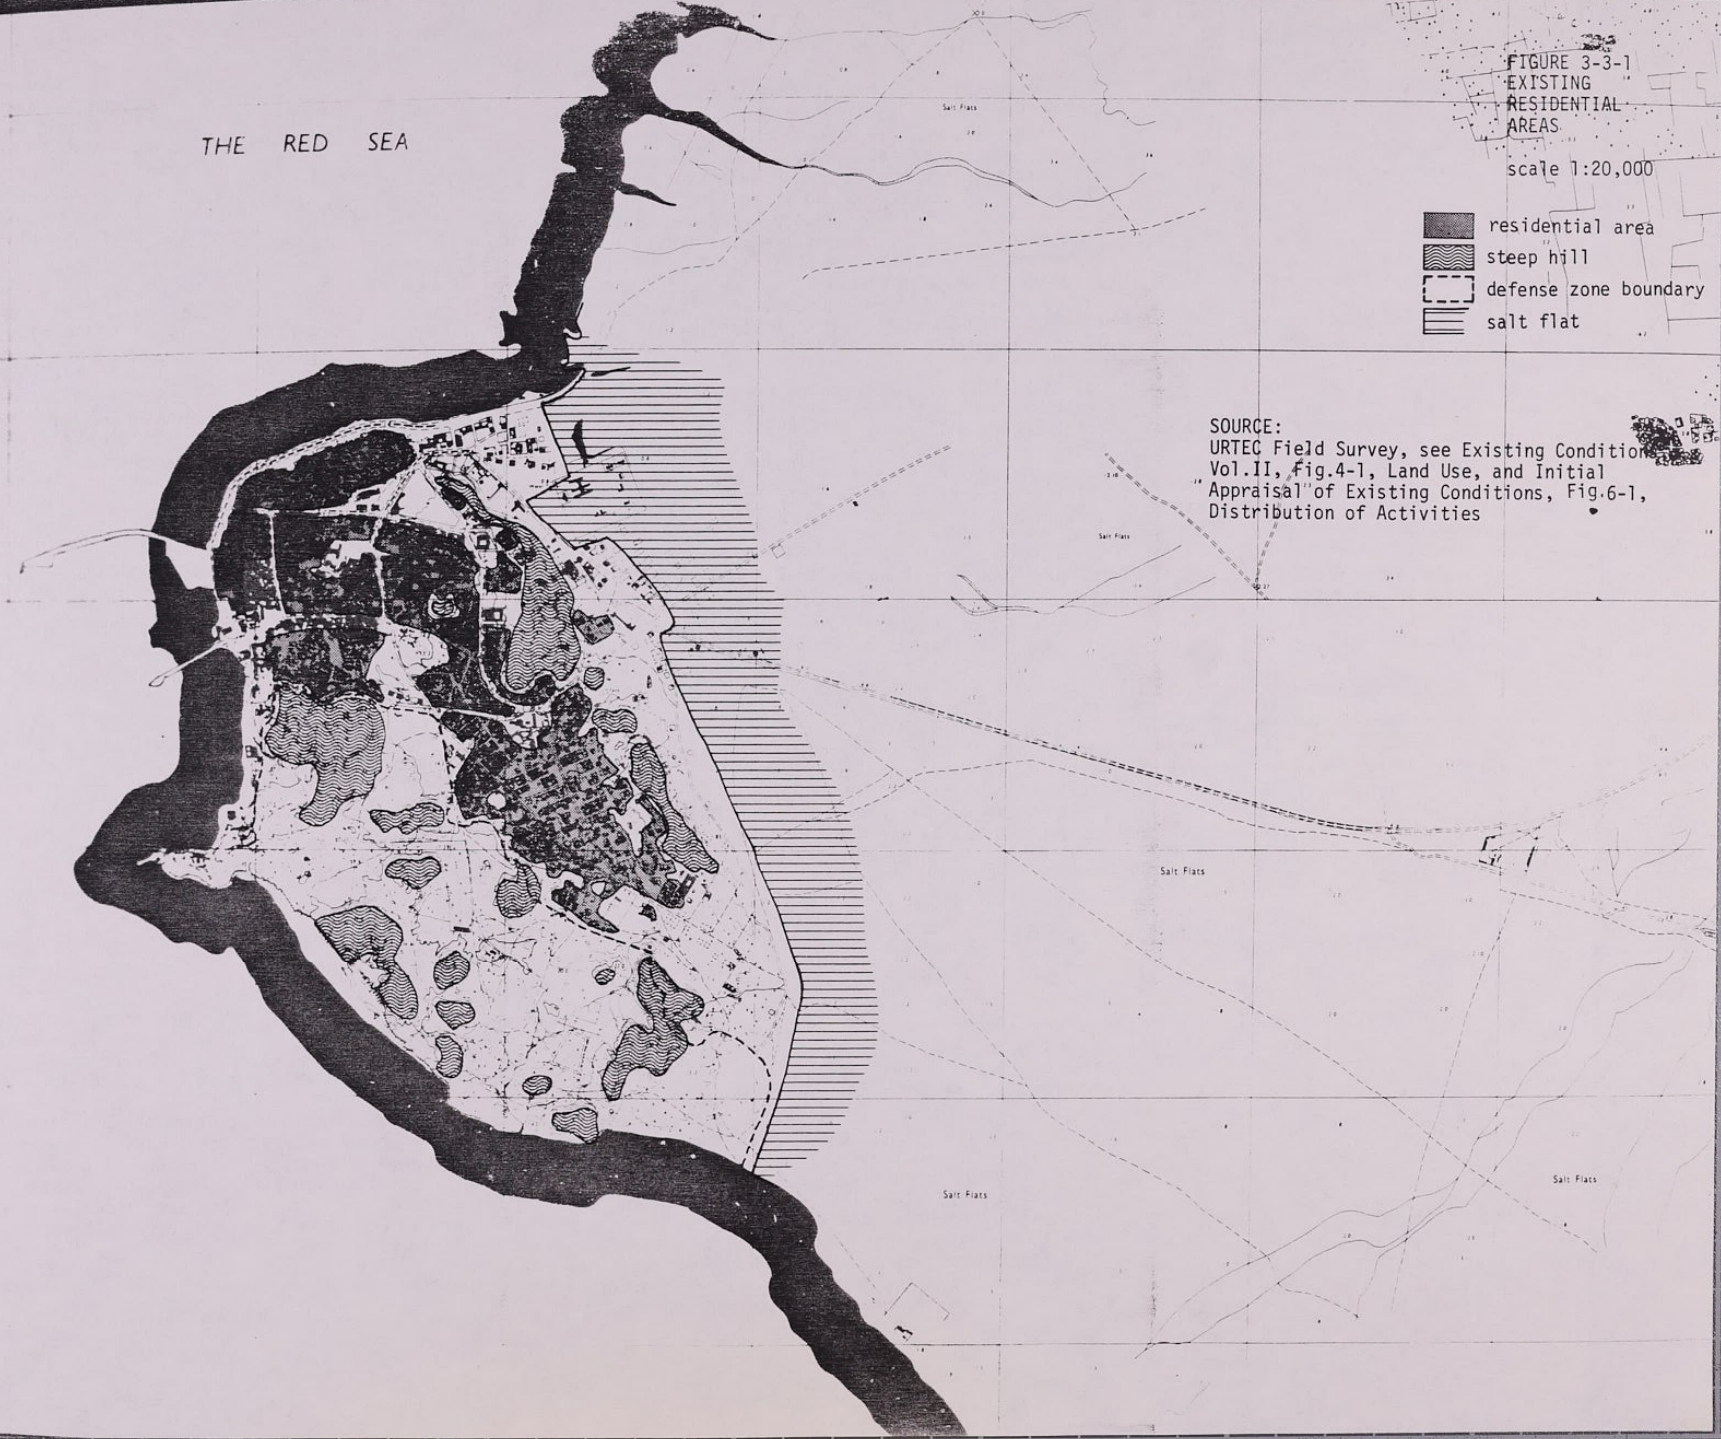 FIGURE 3-3-1
EXISTING
RESIDENTIAL
AREAS
scale 1:20,000
THE RED SEA
residential area
steep hill
defense zone boundary
salt flat
SOURCE:
URTEC Field Survey, see Existing Condition
Vol.II, Fig.4-1, Land Use, and Initial
Appraisal of Existing Conditions, Fig.6-1,
Distribution of Activities
Salt Flats
Salt Flats
Salt Flats
Salt Flats
Salt Flats